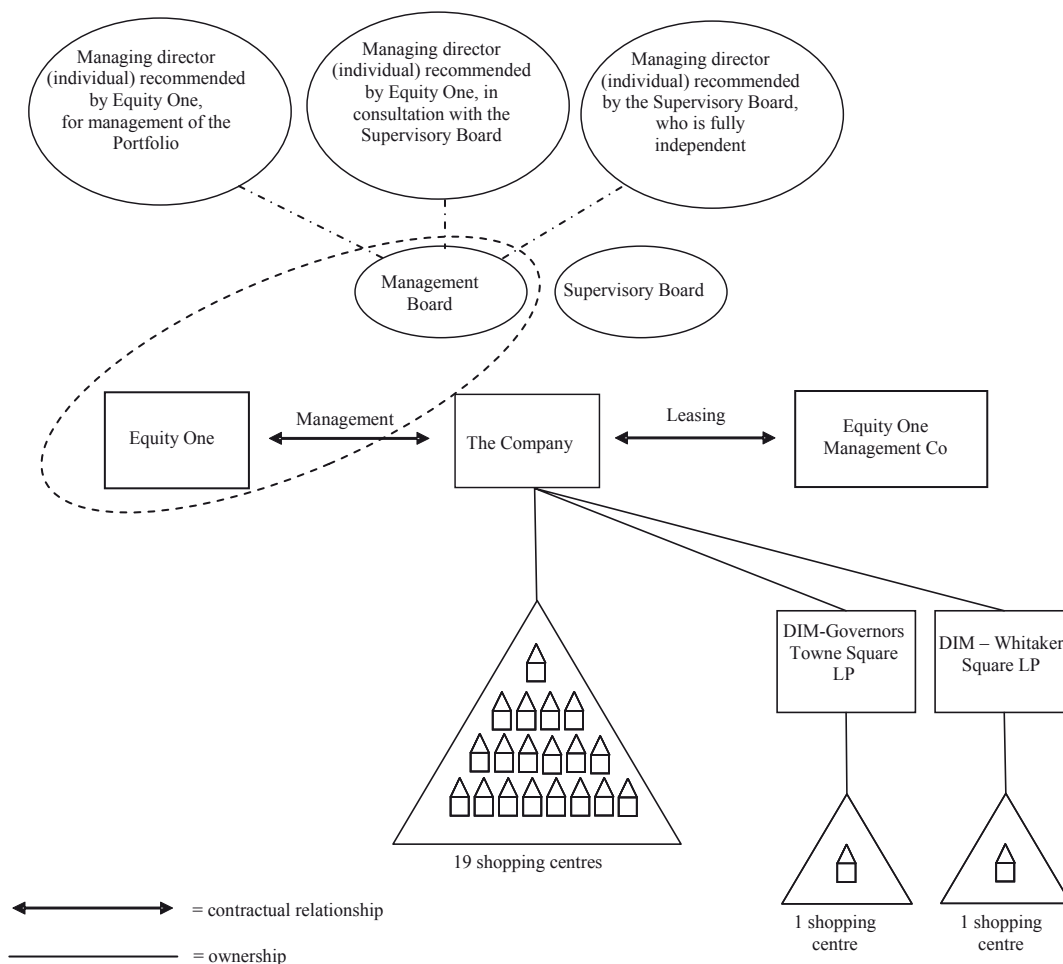 Managing director
(individual) recommended
by Equity One,
for management of the
Portfolio
Managing director
(individual) recommended
by Equity One, in
consultation with the
Supervisory Board
Managing director
(individual) recommended
by the Supervisory Board,
who is fully
independent
Management
Board
Supervisory Board
Equity One
Management
The Company
Leasing
Equity One
Management Co
DIM-Governors
Towne Square
LP
DIM – Whitaker
Square LP
19 shopping centres
1 shopping
centre
1 shopping
centre
= contractual relationship
= ownership